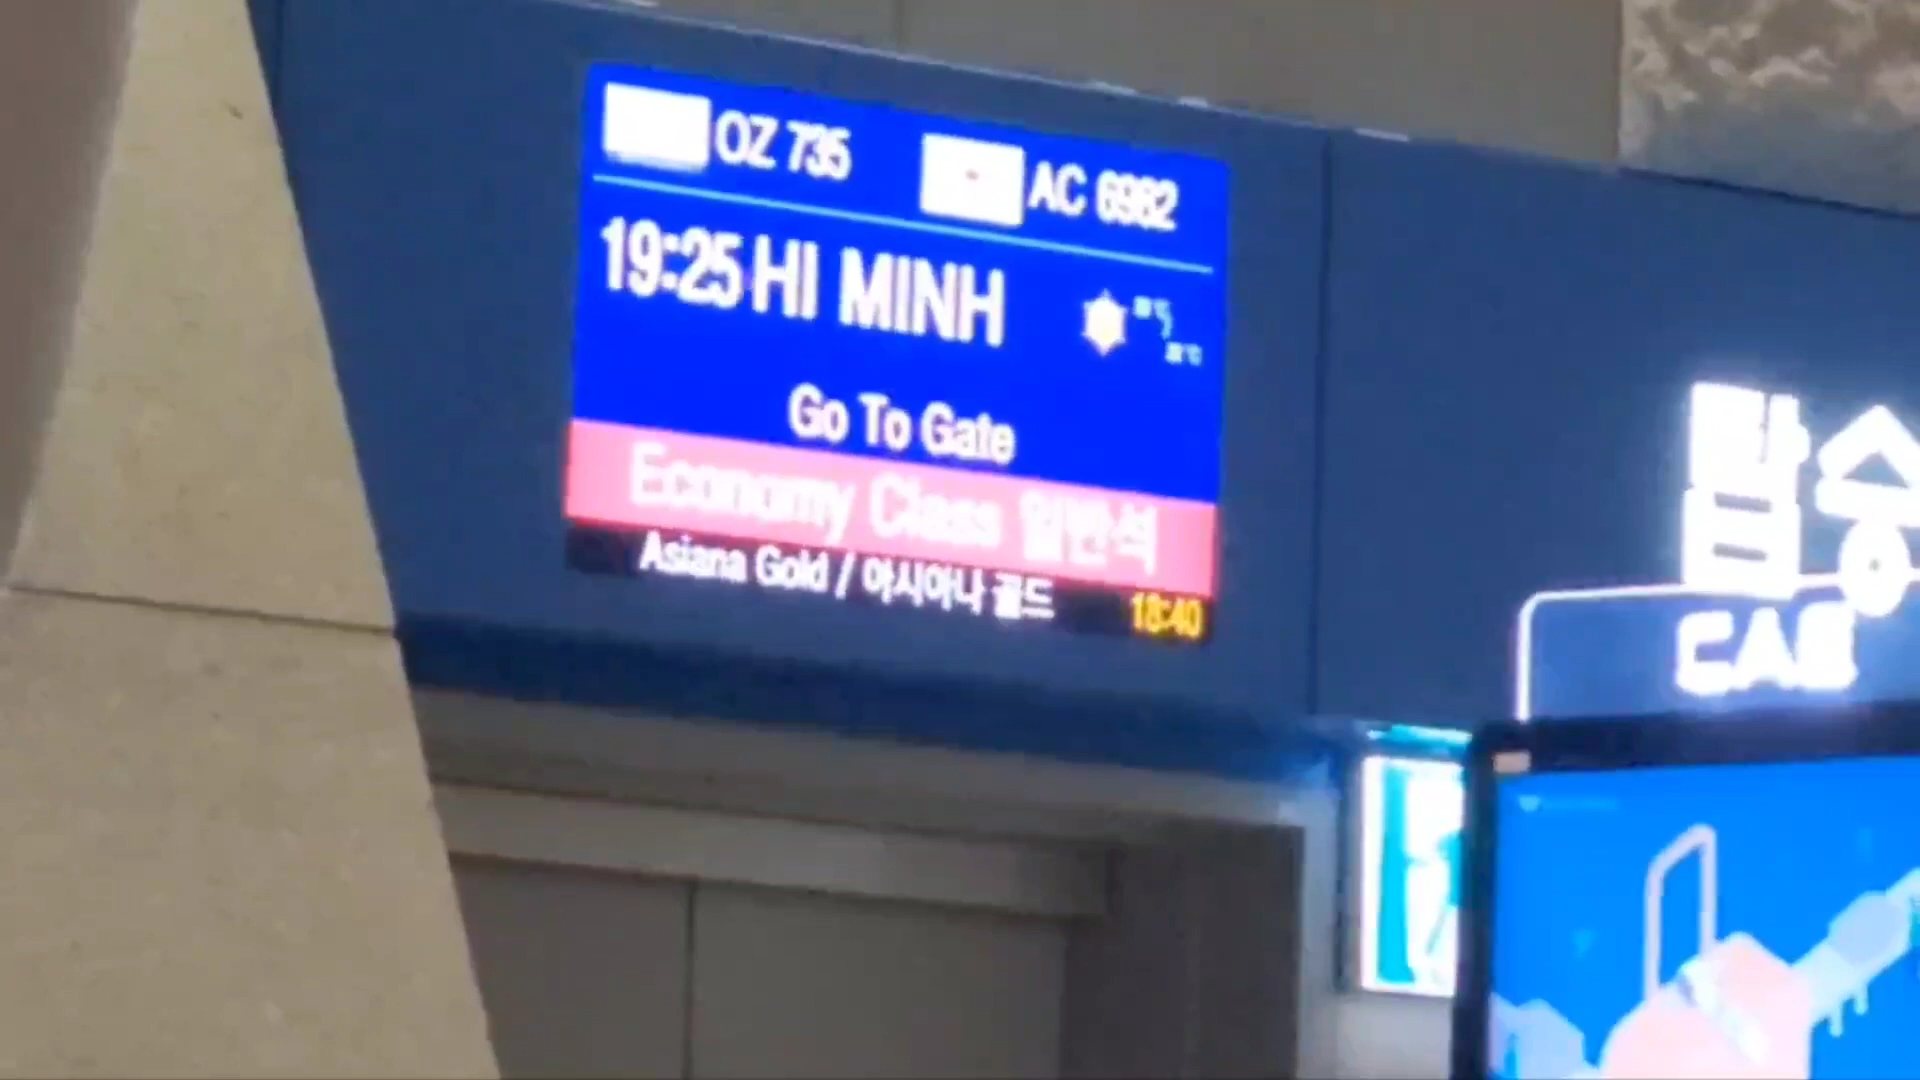 OZ 735 AC 6982
19:25 HI MINH
Go To Gate
Economy Class 일반석
Asiana Gold / 아시아나 골드 18:40
탑승